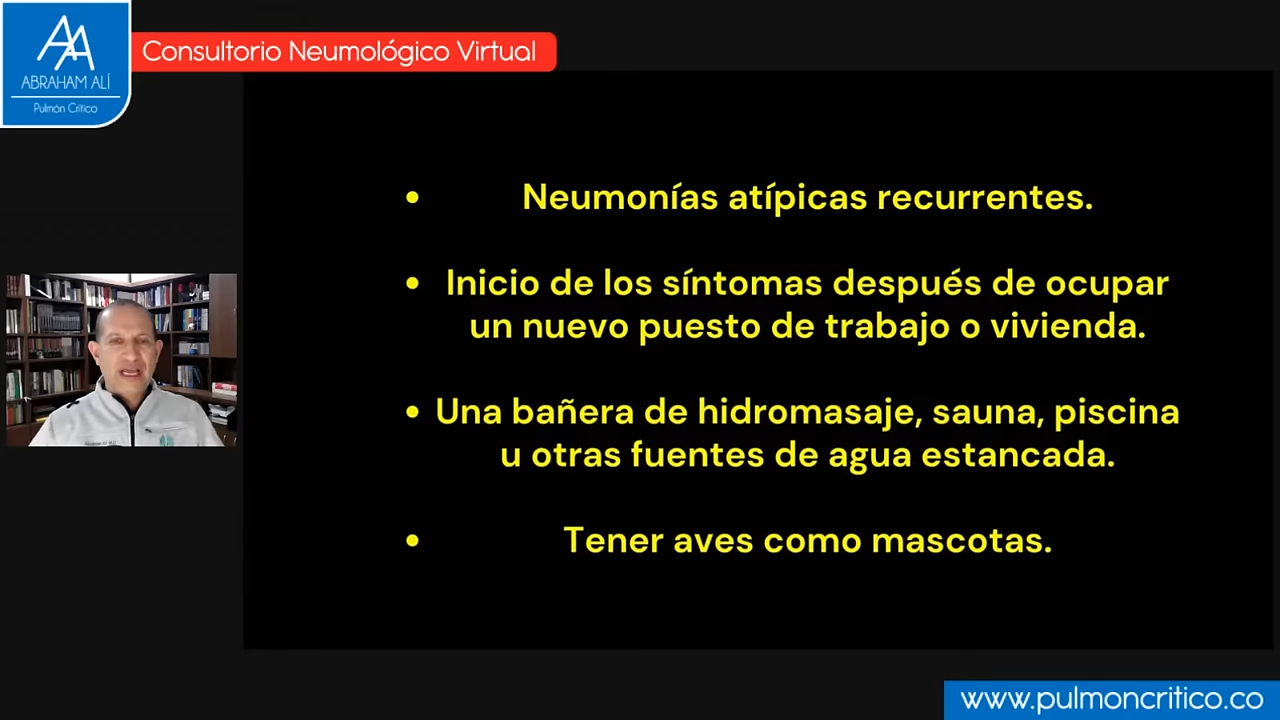 AA
ABRAHAM ALÍ
Pulmón Crítico
Consultorio Neumológico Virtual
• Neumonías atípicas recurrentes.
• Inicio de los síntomas después de ocupar
un nuevo puesto de trabajo o vivienda.
• Una bañera de hidromasaje, sauna, piscina
u otras fuentes de agua estancada.
• Tener aves como mascotas.
www.pulmoncritico.co